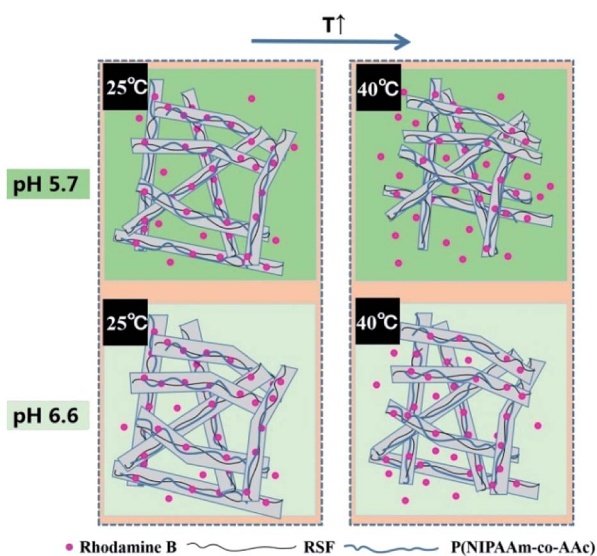 T↑
25℃
40℃
pH 5.7
25℃
40℃
pH 6.6
Rhodamine B RSF P(NIPAAm-co-AAc)